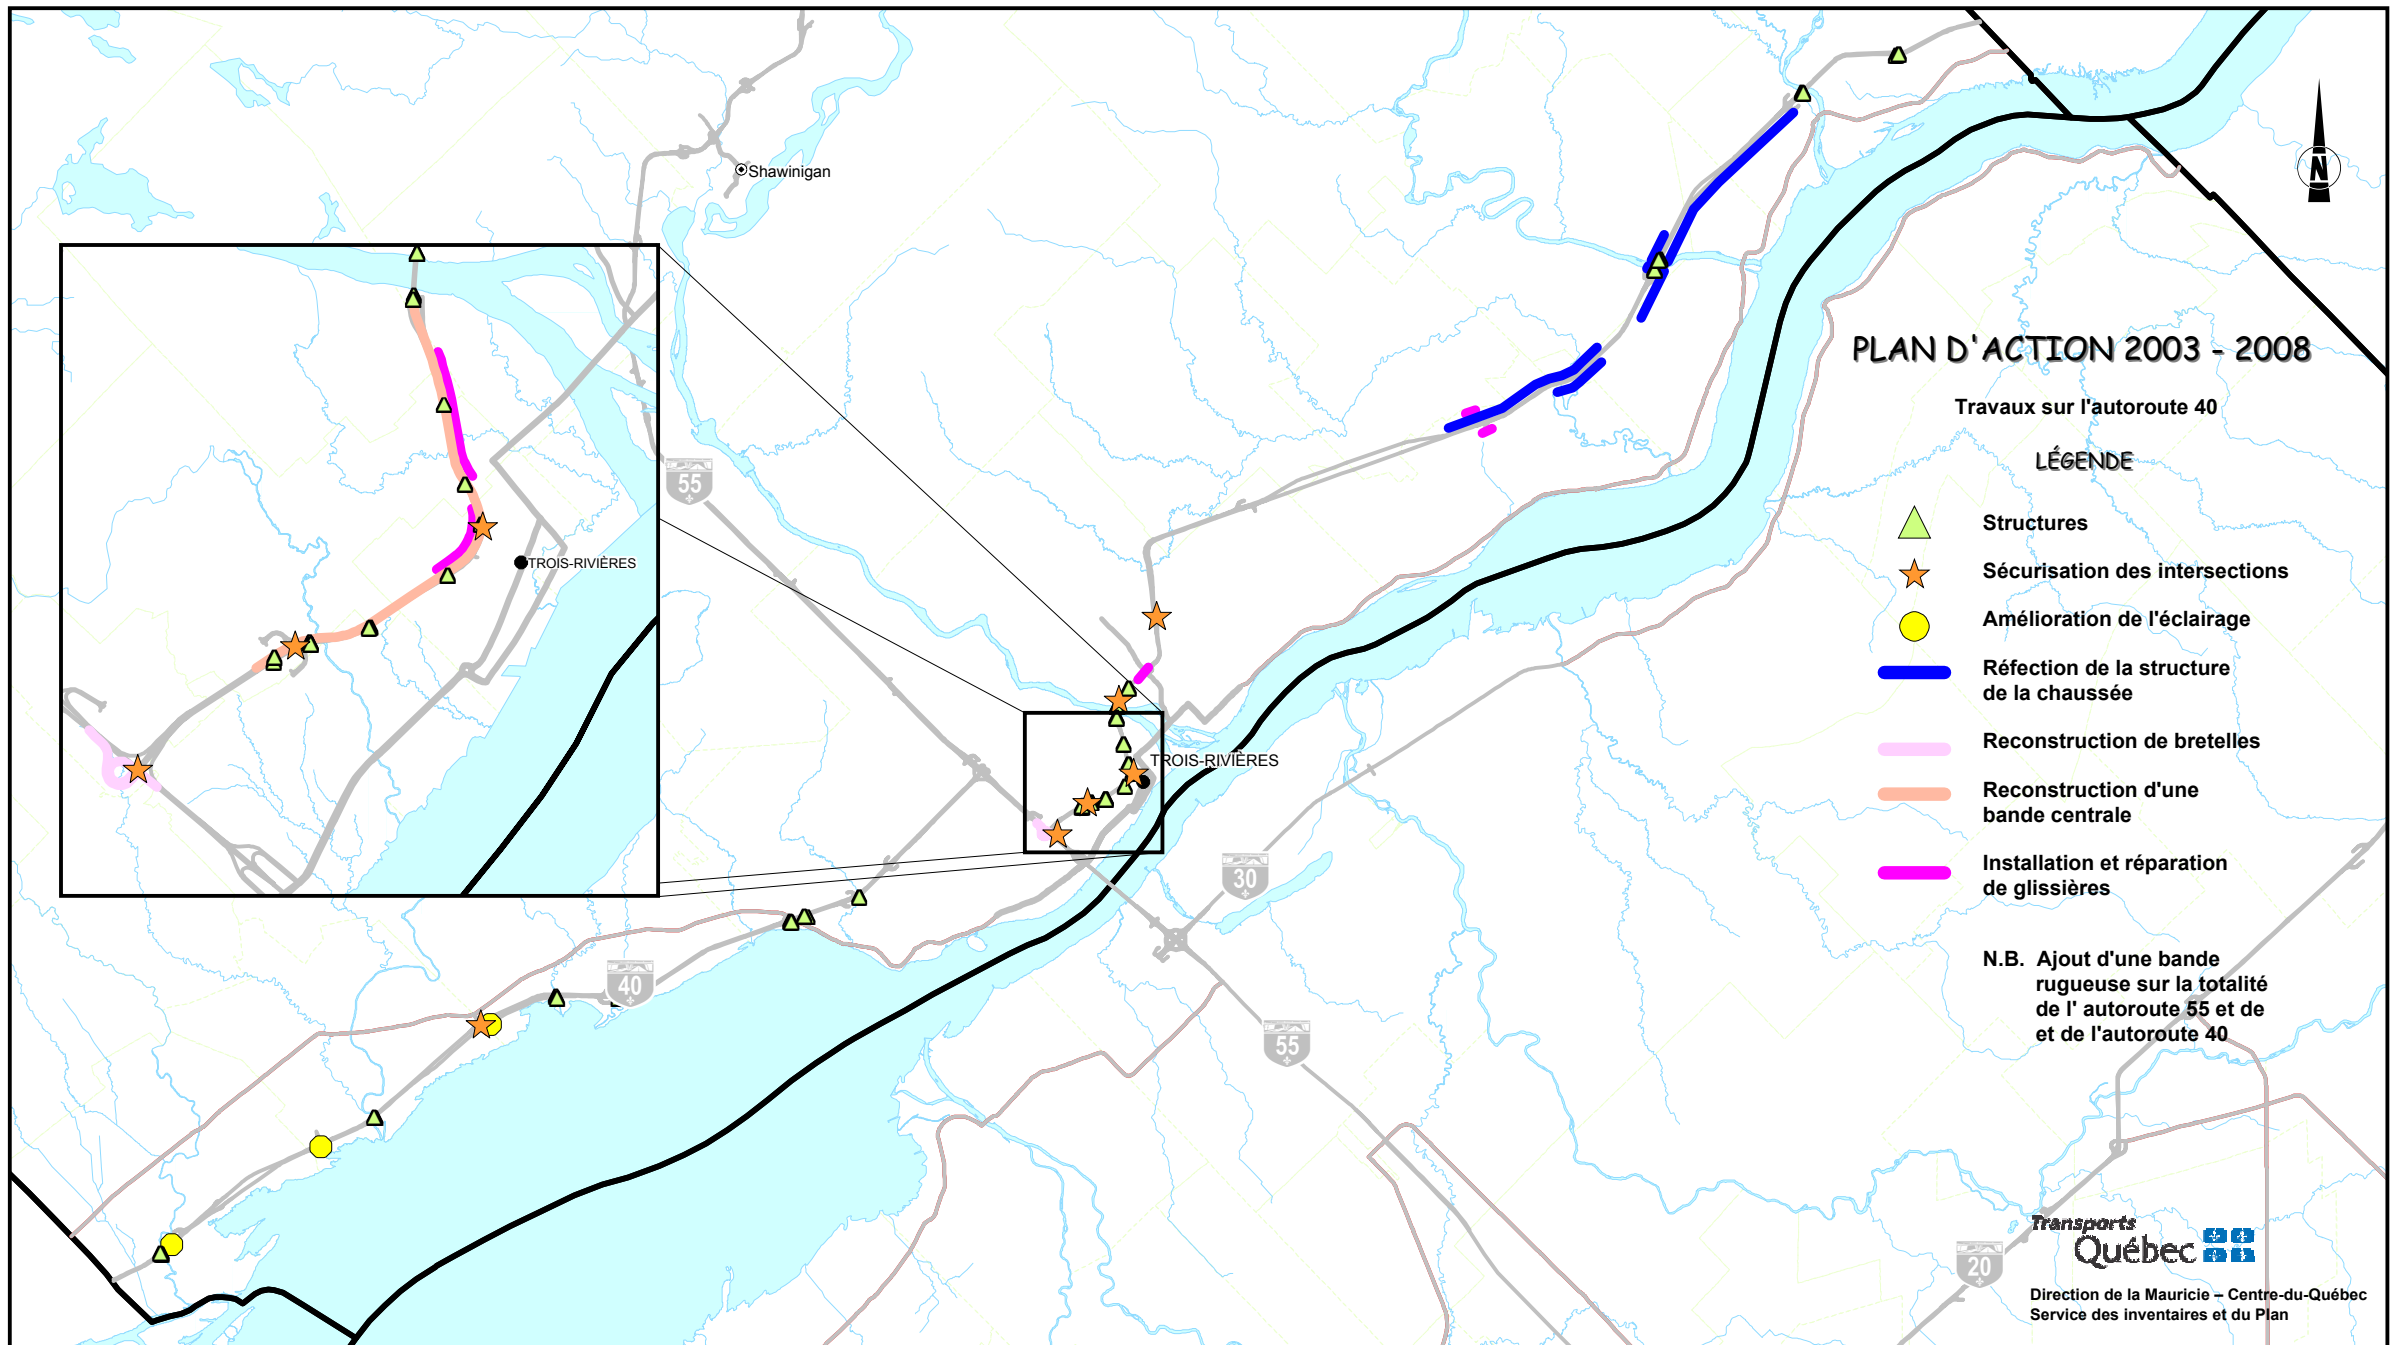 Shawinigan
55
TROIS-RIVIÈRES
TROIS-RIVIÈRES
30
40
55
20
N
PLAN D'ACTION 2003 - 2008
Travaux sur l'autoroute 40
LÉGENDE
Structures
Sécurisation des intersections
Amélioration de l'éclairage
Réfection de la structure
de la chaussée
Reconstruction de bretelles
Reconstruction d'une
bande centrale
Installation et réparation
de glissières
N.B. Ajout d'une bande
rugueuse sur la totalité
de l' autoroute 55 et de
et de l'autoroute 40
Transports
Québec
Direction de la Mauricie – Centre-du-Québec
Service des inventaires et du Plan